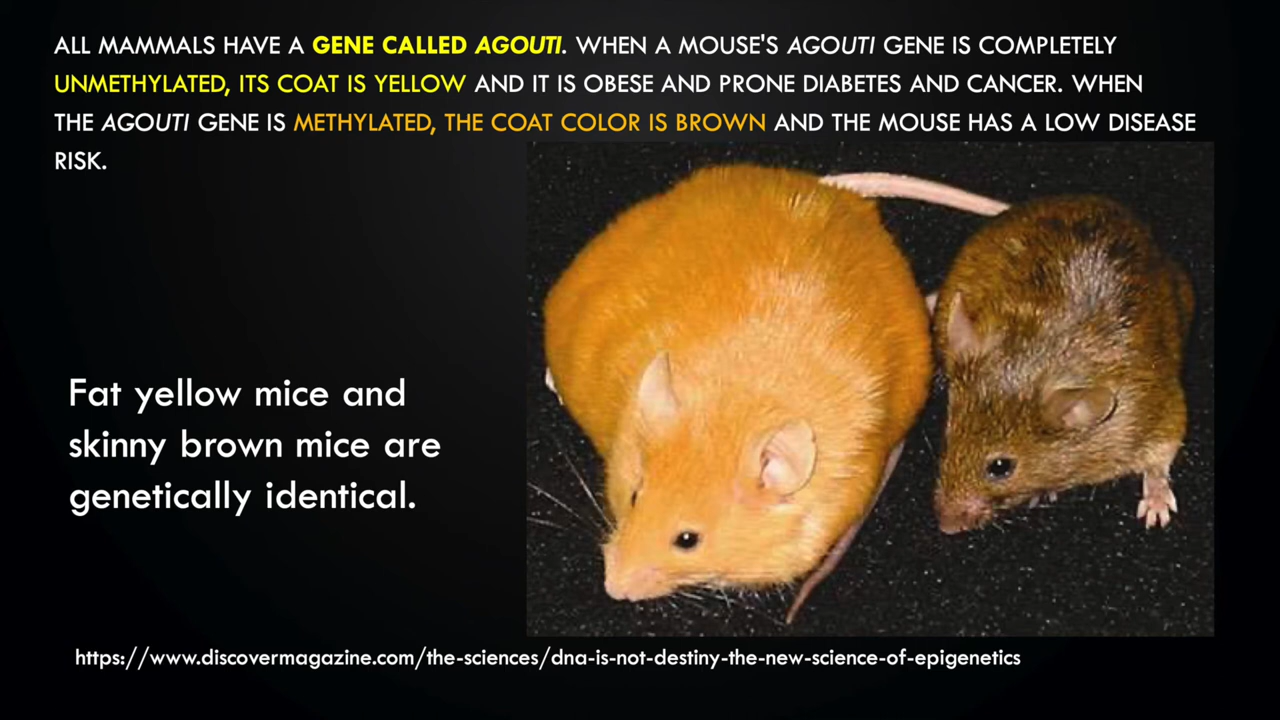 ALL MAMMALS HAVE A GENE CALLED AGOUTI. WHEN A MOUSE'S AGOUTI GENE IS COMPLETELY
UNMETHYLATED, ITS COAT IS YELLOW AND IT IS OBESE AND PRONE DIABETES AND CANCER. WHEN
THE AGOUTI GENE IS METHYLATED, THE COAT COLOR IS BROWN AND THE MOUSE HAS A LOW DISEASE
RISK.
Fat yellow mice and
skinny brown mice are
genetically identical.
https://www.discovermagazine.com/the-sciences/dna-is-not-destiny-the-new-science-of-epigenetics